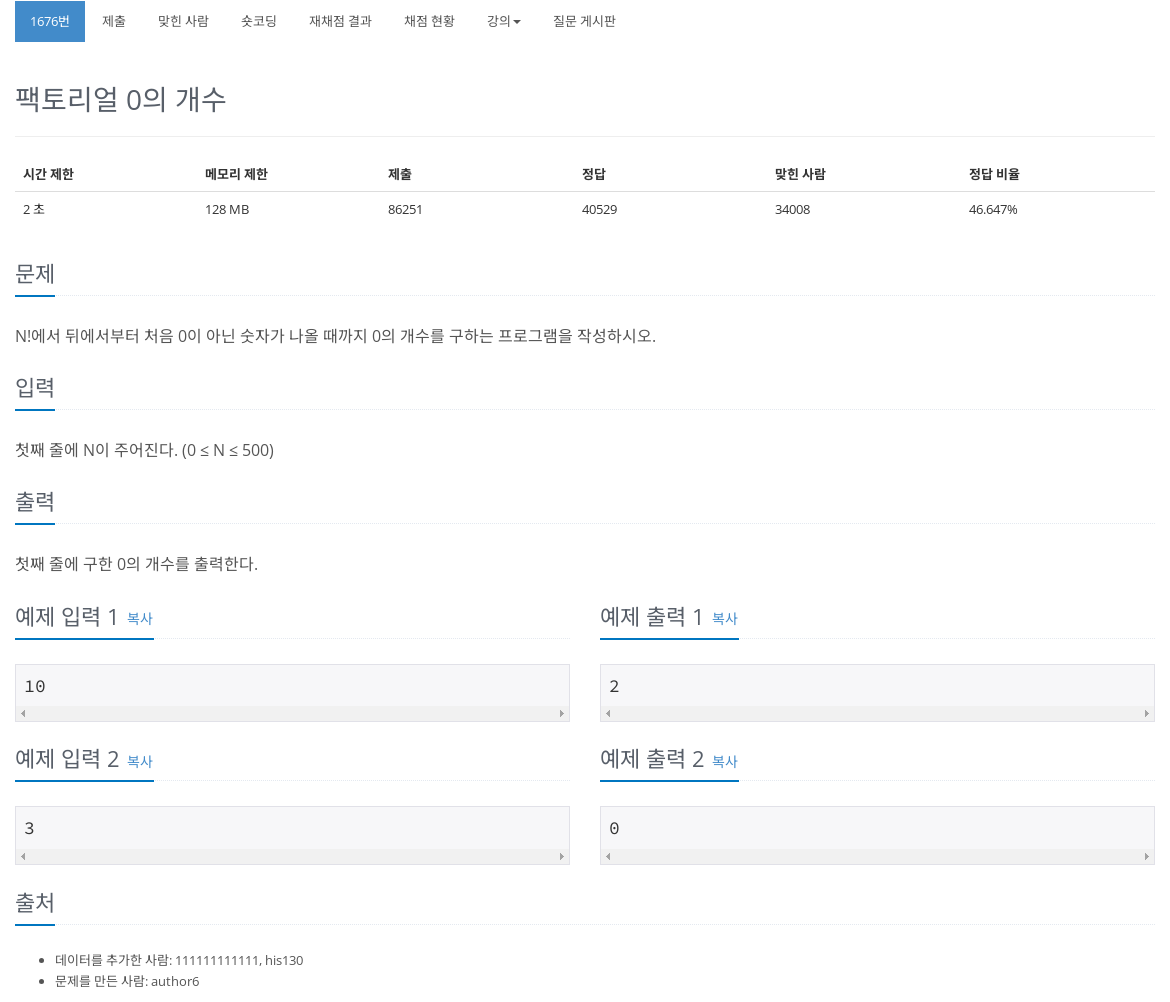 1676번 제출 맞힌 사람 숏코딩 재채점 결과 채점 현황 강의 질문 게시판
팩토리얼 0의 개수
시간 제한 메모리 제한 제출 정답 맞힌 사람 정답 비율
2 초 128 MB 86251 40529 34008 46.647%
문제
N!에서 뒤에서부터 처음 0이 아닌 숫자가 나올 때까지 0의 개수를 구하는 프로그램을 작성하시오.
입력
첫째 줄에 N이 주어진다. (0 ≤ N ≤ 500)
출력
첫째 줄에 구한 0의 개수를 출력한다.
예제 입력 1 복사 예제 출력 1 복사
10 2
예제 입력 2 복사 예제 출력 2 복사
3 0
출처
데이터를 추가한 사람: 111111111111, his130
문제를 만든 사람: author6